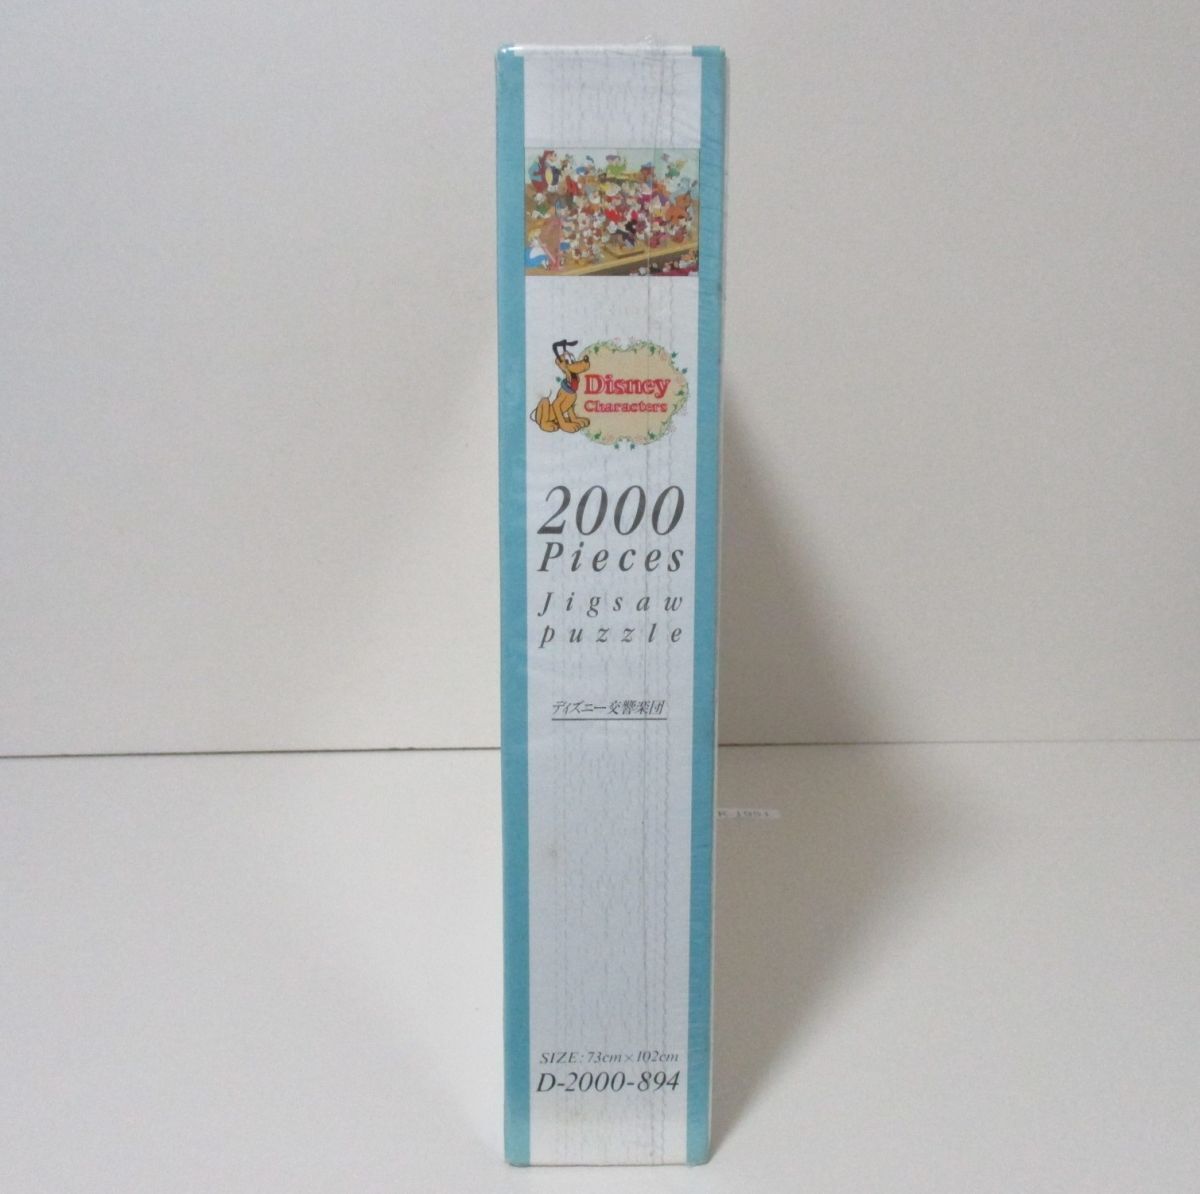 Disney
Characters
2000
Pieces
Jigsaw
puzzle
ディズニー交響楽団
K 1951
SIZE: 73cm×102cm
D-2000-894